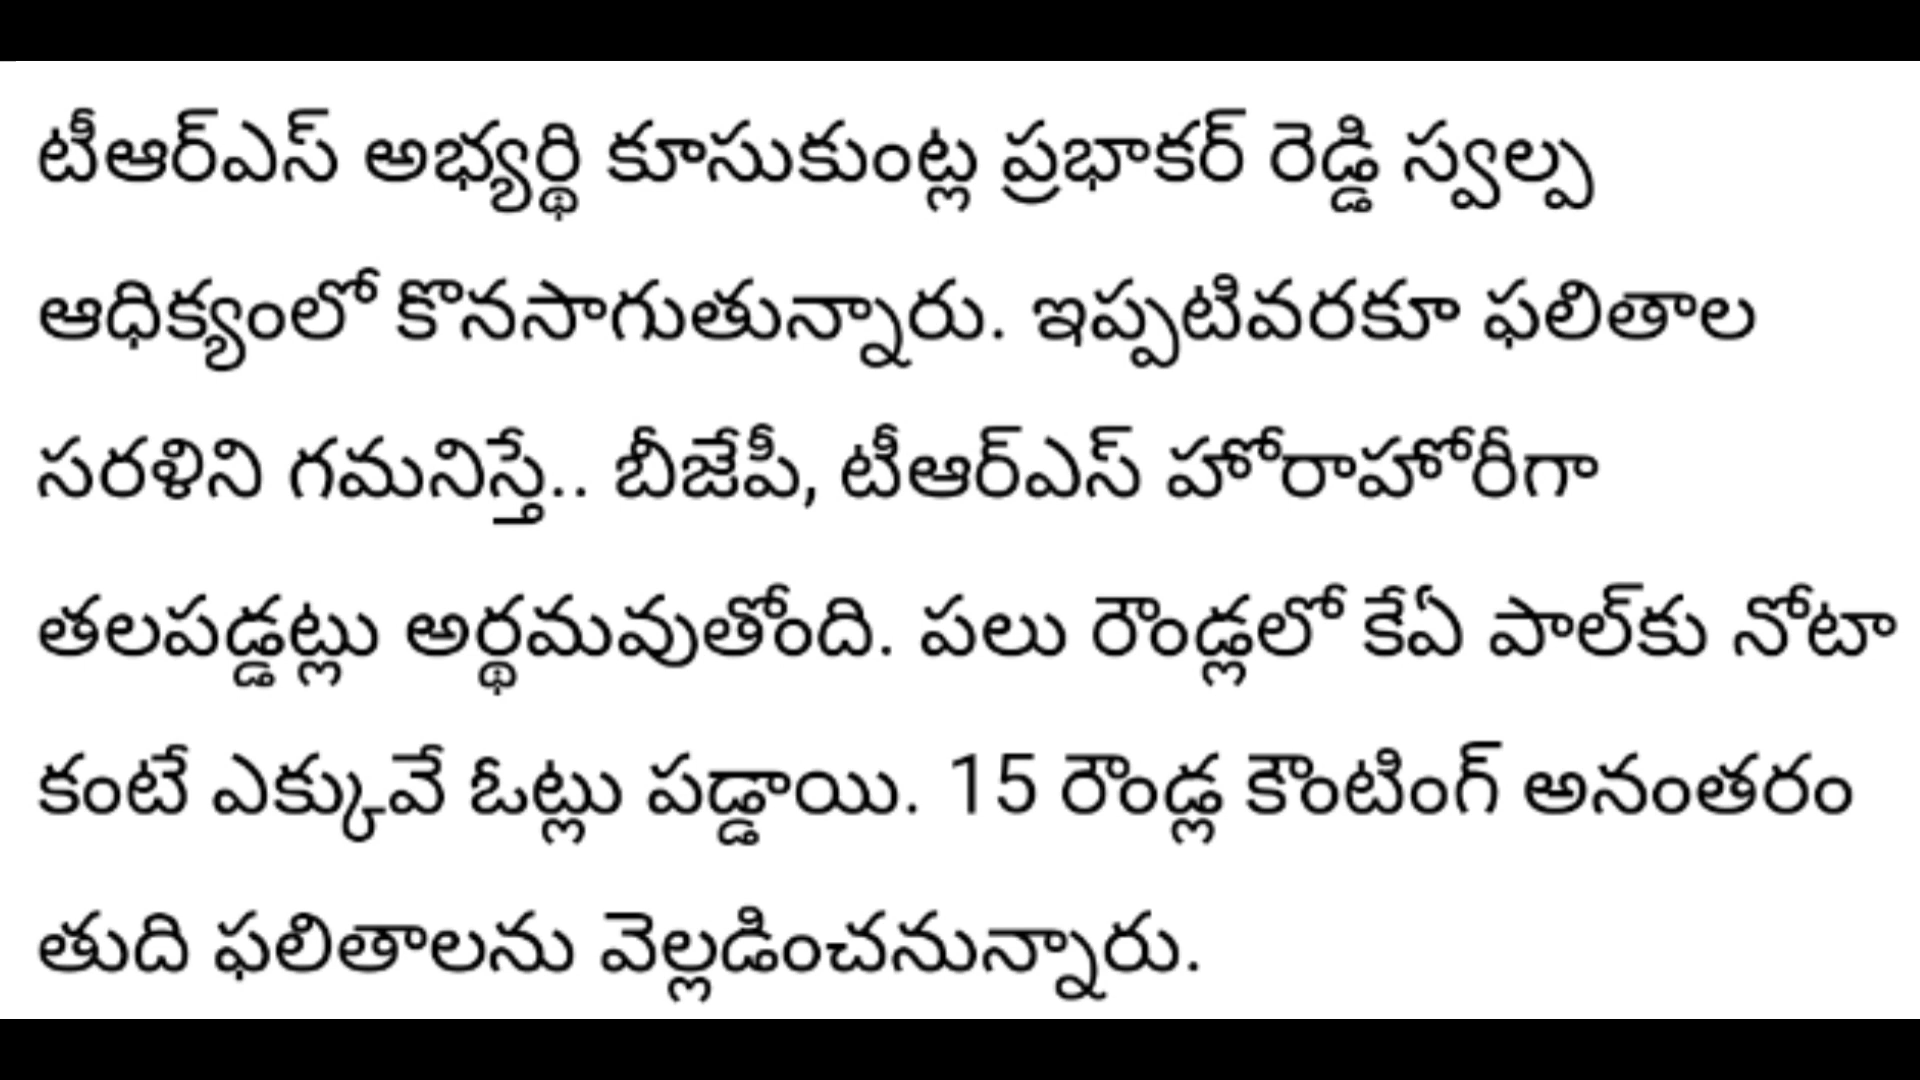 టీఆర్ఎస్ అభ్యర్థి కూసుకుంట్ల ప్రభాకర్ రెడ్డి స్వల్ప
ఆధిక్యంలో కొనసాగుతున్నారు. ఇప్పటివరకూ ఫలితాల
సరళిని గమనిస్తే.. బీజేపీ, టీఆర్ఎస్ హోరాహోరీగా
తలపడ్డట్లు అర్థమవుతోంది. పలు రౌండ్లలో కేఏ పాల్‌కు నోటా
కంటే ఎక్కువే ఓట్లు పడ్డాయి. 15 రౌండ్ల కౌంటింగ్ అనంతరం
తుది ఫలితాలను వెల్లడించనున్నారు.